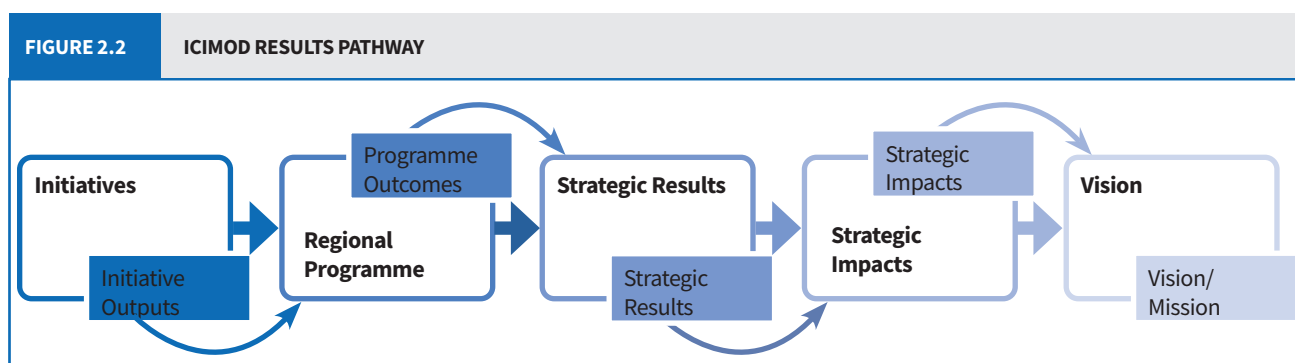 FIGURE 2.2
ICIMOD RESULTS PATHWAY
Initiatives
Initiative
Outputs
Programme
Outcomes
Regional
Programme
Strategic Results
Strategic
Results
Strategic
Impacts
Strategic
Impacts
Vision
Vision/
Mission